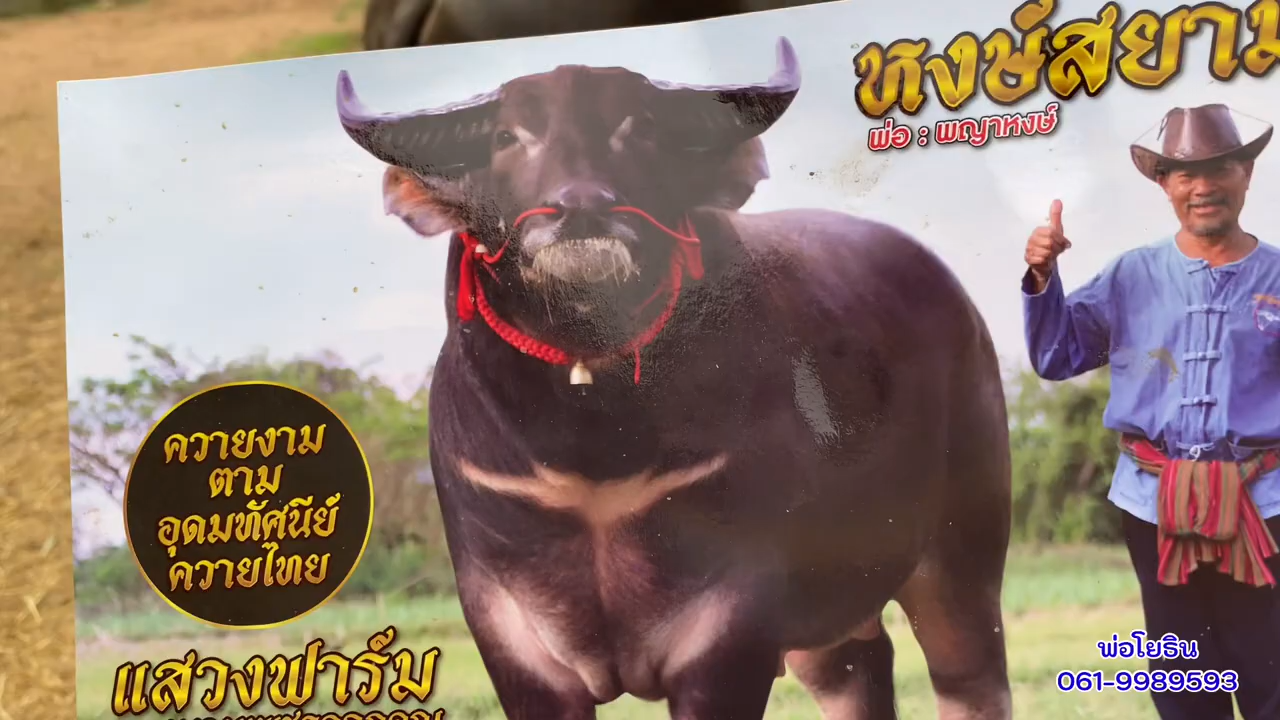 หงษ์สยาม
พ่อ : พญาหงษ์
ควายงาม
ตาม
อุดมทัศนีย์
ควายไทย
แสวงฟาร์ม
พ่อโยธิน
061-9989593